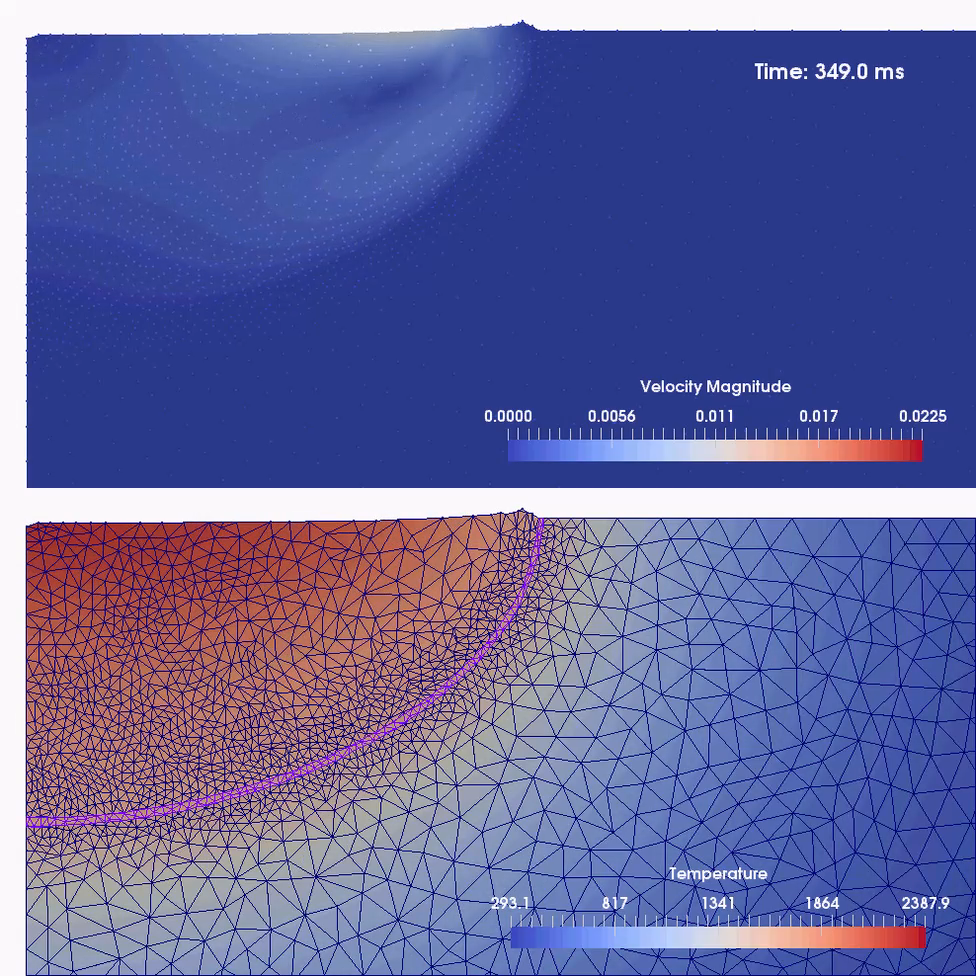 Time: 349.0 ms
Velocity Magnitude
0.0000 0.0056 0.011 0.017 0.0225
Temperature
293.1 817 1341 1864 2387.9